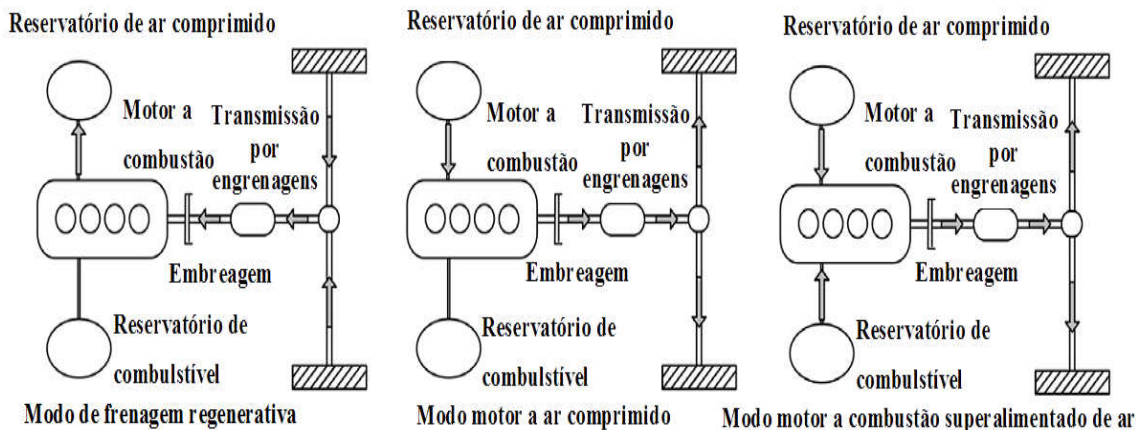 Reservatório de ar comprimido
Motor a
combustão
Transmissão
por
engrenagens
Embreagem
Reservatório de
combulstível
Modo de frenagem regenerativa
Reservatório de ar comprimido
Motor a
combustão
Transmissão
por
engrenagens
Embreagem
Reservatório de
combulstível
Modo motor a ar comprimido
Reservatório de ar comprimido
Motor a
combustão
Transmissão
por
engrenagens
Embreagem
Reservatório de
combulstível
Modo motor a combustão superalimentado de ar